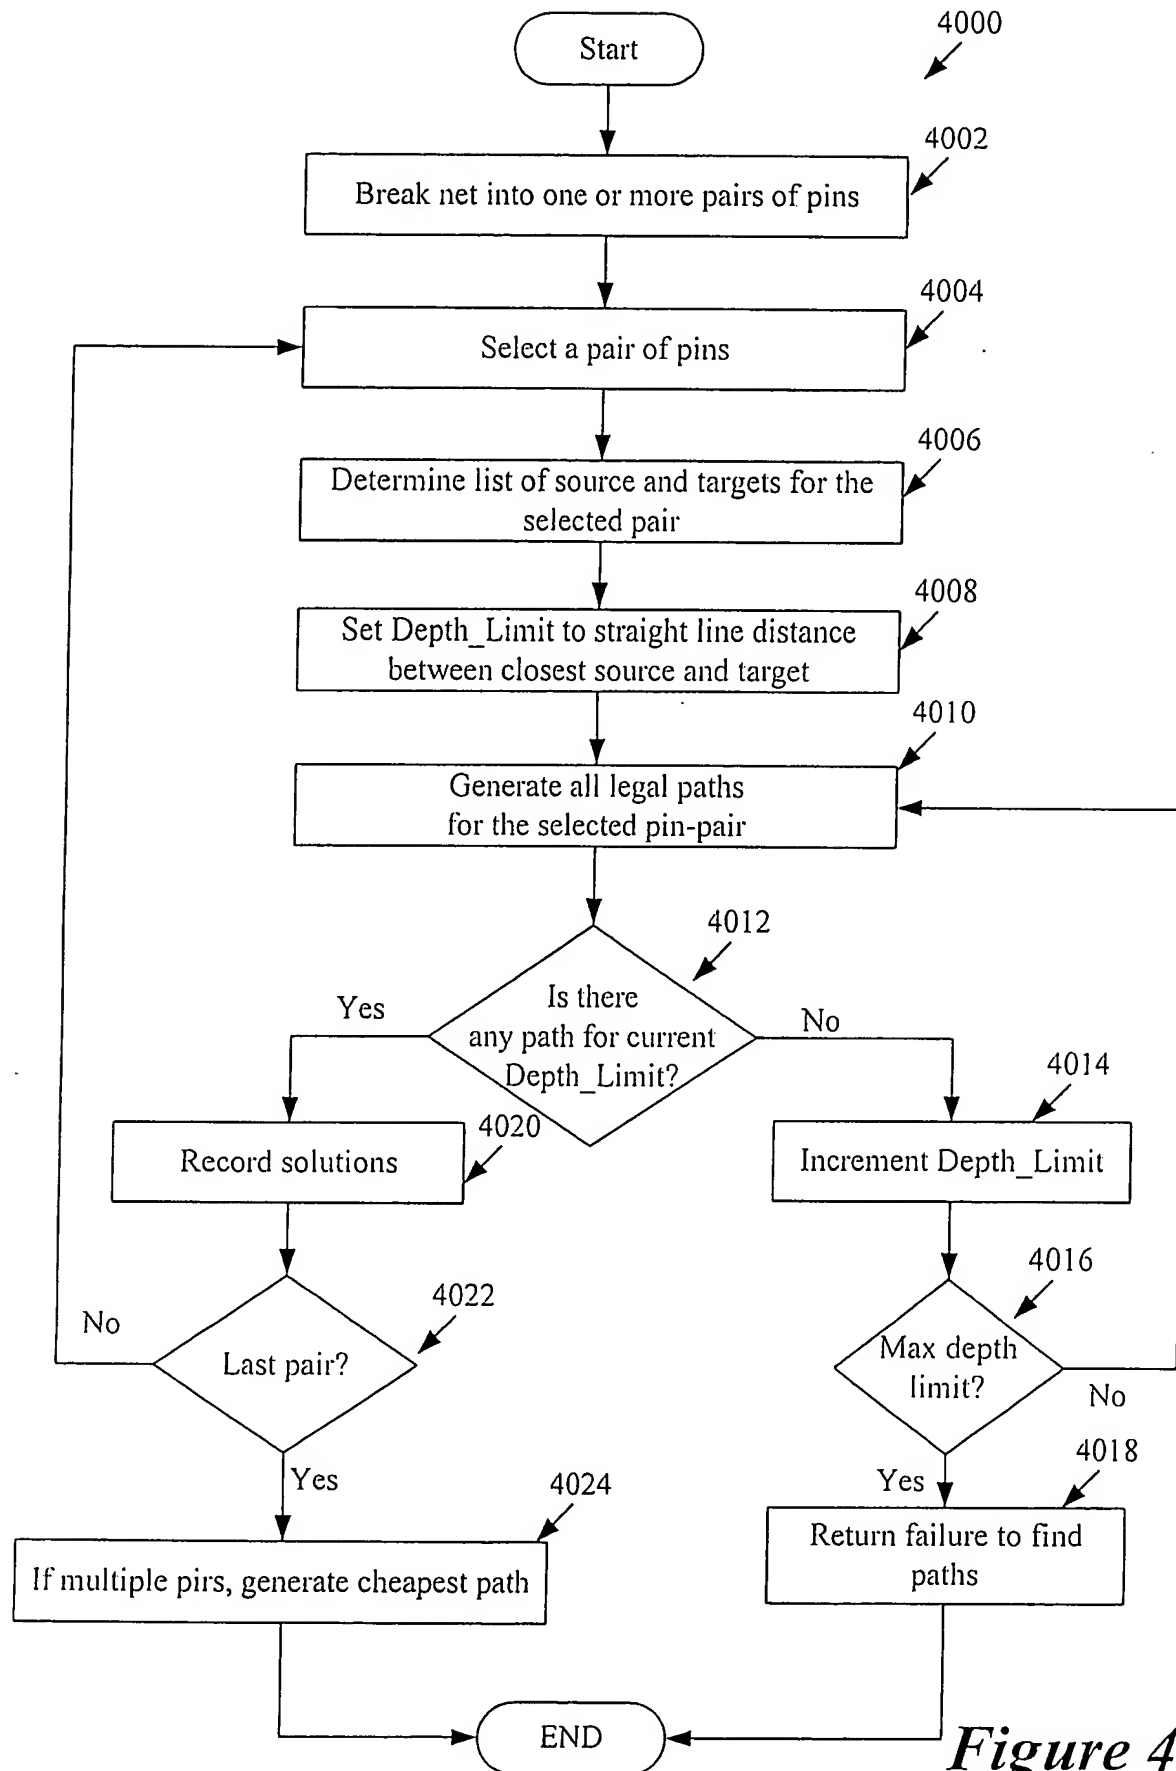 4000
Start
4002
Break net into one or more pairs of pins
4004
Select a pair of pins
4006
Determine list of source and targets for the
selected pair
4008
Set Depth_Limit to straight line distance
between closest source and target
4010
Generate all legal paths
for the selected pin-pair
4012
Is there
any path for current
Depth_Limit?
Yes
No
4014
4020
Record solutions
Increment Depth_Limit
4016
4022
No
Last pair?
Max depth
limit?
No
Yes
4018
Yes
4024
Return failure to find
paths
If multiple pirs, generate cheapest path
END
Figure 4